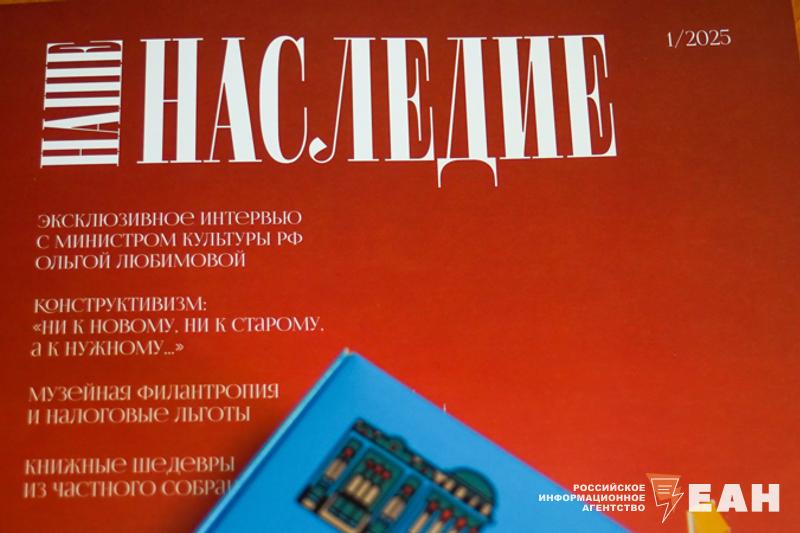 НАШЕ
НАСЛЕДИЕ
1/2025
ЭКСКЛЮЗИВНОЕ ИНТЕРВЬЮ
С МИНИСТРОМ КУЛЬТУРЫ РФ
ОЛЬГОЙ ЛЮБИМОВОЙ
КОНСТРУКТИВИЗМ:
«НИ К НОВОМУ, НИ К СТАРОМУ,
А К НУЖНОМУ...»
МУЗЕЙНАЯ ФИЛАНТРОПИЯ
И НАЛОГОВЫЕ ЛЬГОТЫ
КНИЖНЫЕ ШЕДЕВРЫ
ИЗ ЧАСТНОГО
РОССИЙСКОЕ
ИНФОРМАЦИОННОЕ
АГЕНТСТВО
ЕАН